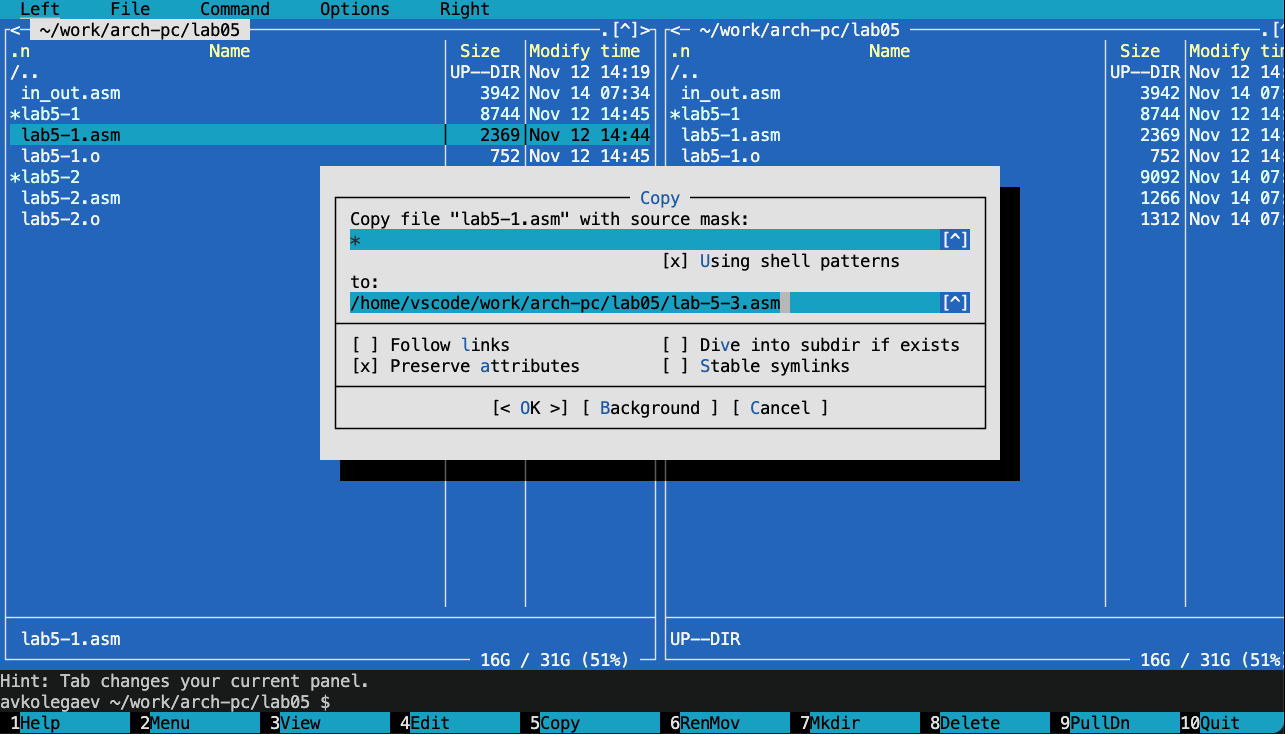 Left File Command Options Right
<- ~/work/arch-pc/lab05 .[^]> <- ~/work/arch-pc/lab05 .[^
.n Name Size Modify time .n Name Size Modify tim
/.. UP--DIR Nov 12 14:19 /.. UP--DIR Nov 12 14:
in_out.asm 3942 Nov 14 07:34 in_out.asm 3942 Nov 14 07:
*lab5-1 8744 Nov 12 14:45 *lab5-1 8744 Nov 12 14:
lab5-1.asm 2369 Nov 12 14:44 lab5-1.asm 2369 Nov 12 14:
lab5-1.o 752 Nov 12 14:45 lab5-1.o 752 Nov 12 14:
*lab5-2 9092 Nov 14 07:
lab5-2.asm 1266 Nov 14 07:
lab5-2.o 1312 Nov 14 07:
Copy
Copy file "lab5-1.asm" with source mask:
* [^]
[x] Using shell patterns
to:
/home/vscode/work/arch-pc/lab05/lab-5-3.asm [^]
[ ] Follow links [ ] Dive into subdir if exists
[x] Preserve attributes [ ] Stable symlinks
[< OK >] [ Background ] [ Cancel ]
lab5-1.asm UP--DIR
16G / 31G (51%) 16G / 31G (51%
Hint: Tab changes your current panel.
avkolegaev ~/work/arch-pc/lab05 $
1Help 2Menu 3View 4Edit 5Copy 6RenMov 7Mkdir 8Delete 9PullDn 10Quit